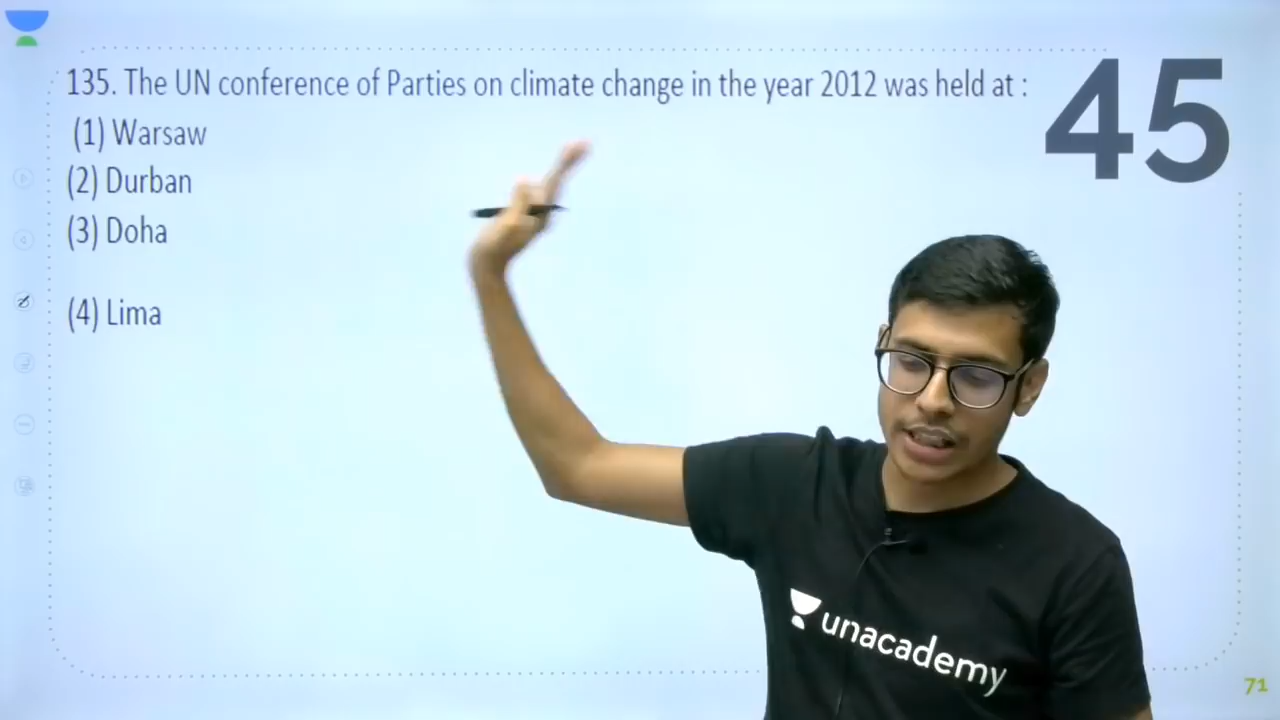 135. The UN conference of Parties on climate change in the year 2012 was held at :
45
(1) Warsaw
(2) Durban
(3) Doha
(4) Lima
unacademy
71